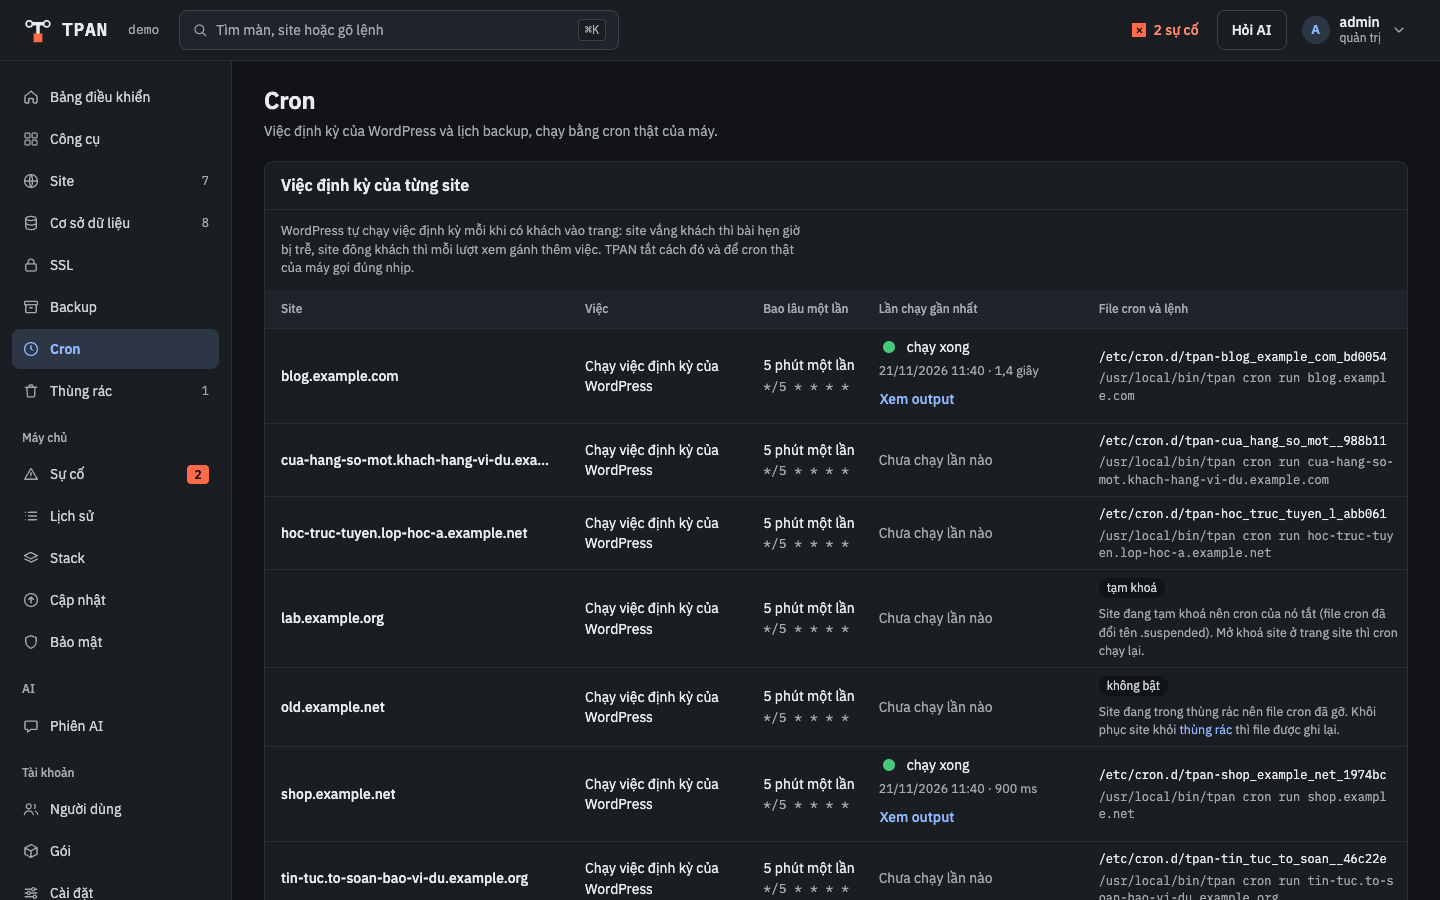 TPAN demo
Tìm màn, site hoặc gõ lệnh ⌘K
2 sự cố
Hỏi AI
A
admin
quản trị
Bảng điều khiển
Công cụ
Site 7
Cơ sở dữ liệu 8
SSL
Backup
Cron
Thùng rác 1
Máy chủ
Sự cố 2
Lịch sử
Stack
Cập nhật
Bảo mật
AI
Phiên AI
Tài khoản
Người dùng
Gói
Cài đặt
Cron
Việc định kỳ của WordPress và lịch backup, chạy bằng cron thật của máy.
Việc định kỳ của từng site
WordPress tự chạy việc định kỳ mỗi khi có khách vào trang: site vắng khách thì bài hẹn giờ
bị trễ, site đông khách thì mỗi lượt xem gánh thêm việc. TPAN tắt cách đó và để cron thật
của máy gọi đúng nhịp.
Site Việc Bao lâu một lần Lần chạy gần nhất File cron và lệnh
blog.example.com
Chạy việc định kỳ của
WordPress
5 phút một lần
*/5 * * * *
chạy xong
21/11/2026 11:40 · 1,4 giây
Xem output
/etc/cron.d/tpan-blog_example_com_bd0054
/usr/local/bin/tpan cron run blog.exampl
e.com
cua-hang-so-mot.khach-hang-vi-du.exa...
Chạy việc định kỳ của
WordPress
5 phút một lần
*/5 * * * *
Chưa chạy lần nào
/etc/cron.d/tpan-cua_hang_so_mot__988b11
/usr/local/bin/tpan cron run cua-hang-so-
mot.khach-hang-vi-du.example.com
hoc-truc-tuyen.lop-hoc-a.example.net
Chạy việc định kỳ của
WordPress
5 phút một lần
*/5 * * * *
Chưa chạy lần nào
/etc/cron.d/tpan-hoc_truc_tuyen_l_abb061
/usr/local/bin/tpan cron run hoc-truc-tuy
en.lop-hoc-a.example.net
lab.example.org
Chạy việc định kỳ của
WordPress
5 phút một lần
*/5 * * * *
Chưa chạy lần nào
tạm khoá
Site đang tạm khoá nên cron của nó tắt (file cron đã
đổi tên .suspended). Mở khoá site ở trang site thì cron
chạy lại.
old.example.net
Chạy việc định kỳ của
WordPress
5 phút một lần
*/5 * * * *
Chưa chạy lần nào
không bật
Site đang trong thùng rác nên file cron đã gỡ. Khôi
phục site khỏi thùng rác thì file được ghi lại.
shop.example.net
Chạy việc định kỳ của
WordPress
5 phút một lần
*/5 * * * *
chạy xong
21/11/2026 11:40 · 900 ms
Xem output
/etc/cron.d/tpan-shop_example_net_1974bc
/usr/local/bin/tpan cron run shop.exampl
e.net
tin-tuc.to-soan-bao-vi-du.example.org
Chạy việc định kỳ của
WordPress
5 phút một lần
*/5 * * * *
Chưa chạy lần nào
/etc/cron.d/tpan-tin_tuc_to_soan__46c22e
/usr/local/bin/tpan cron run tin-tuc.to-s
oan-bao-vi-du.example.org